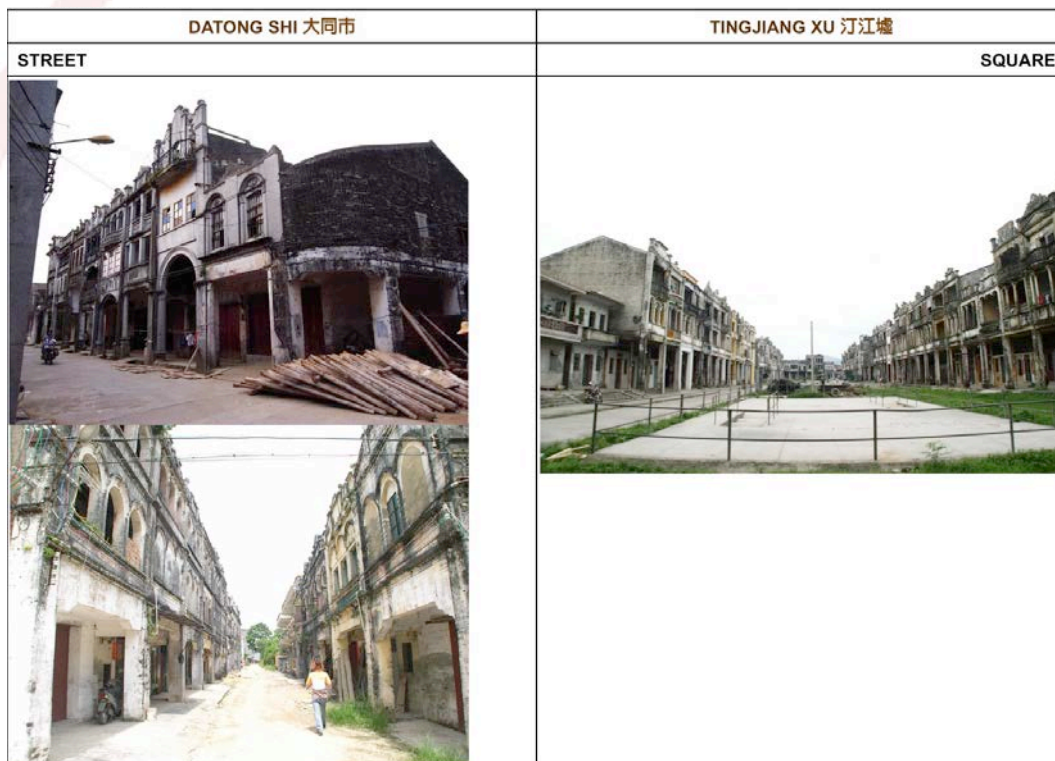 DATONG SHI 大同市
TINGJIANG XU 汀江墟
STREET
SQUARE